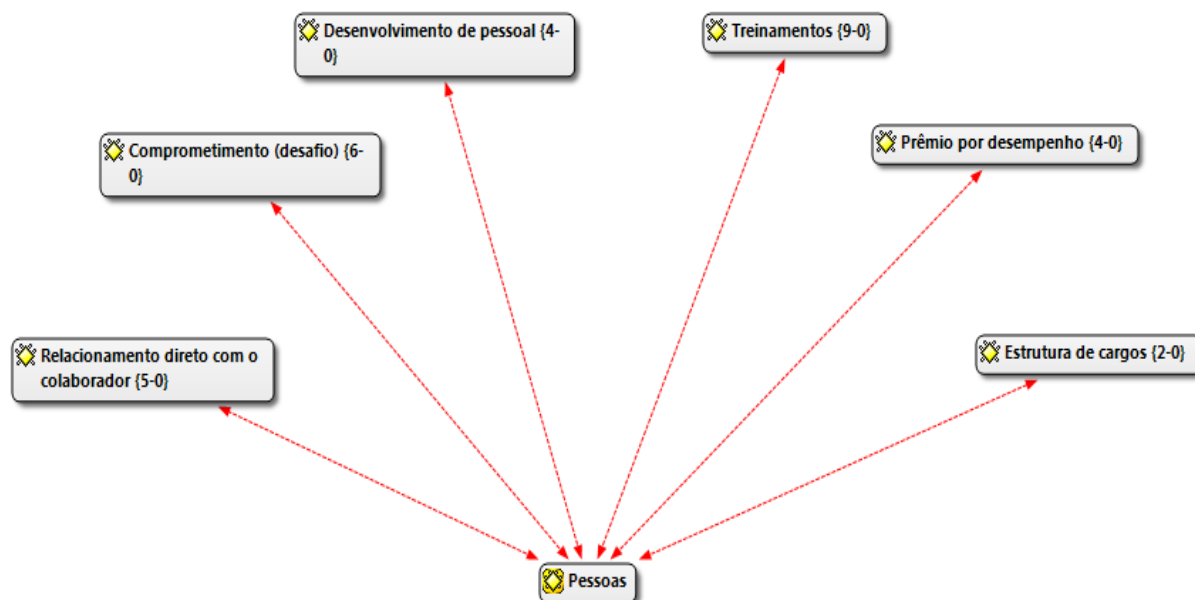 Desenvolvimento de pessoal {4-
0}
Treinamentos {9-0}
Comprometimento (desafio) {6-
0}
Prêmio por desempenho {4-0}
Relacionamento direto com o
colaborador {5-0}
Estrutura de cargos {2-0}
Pessoas